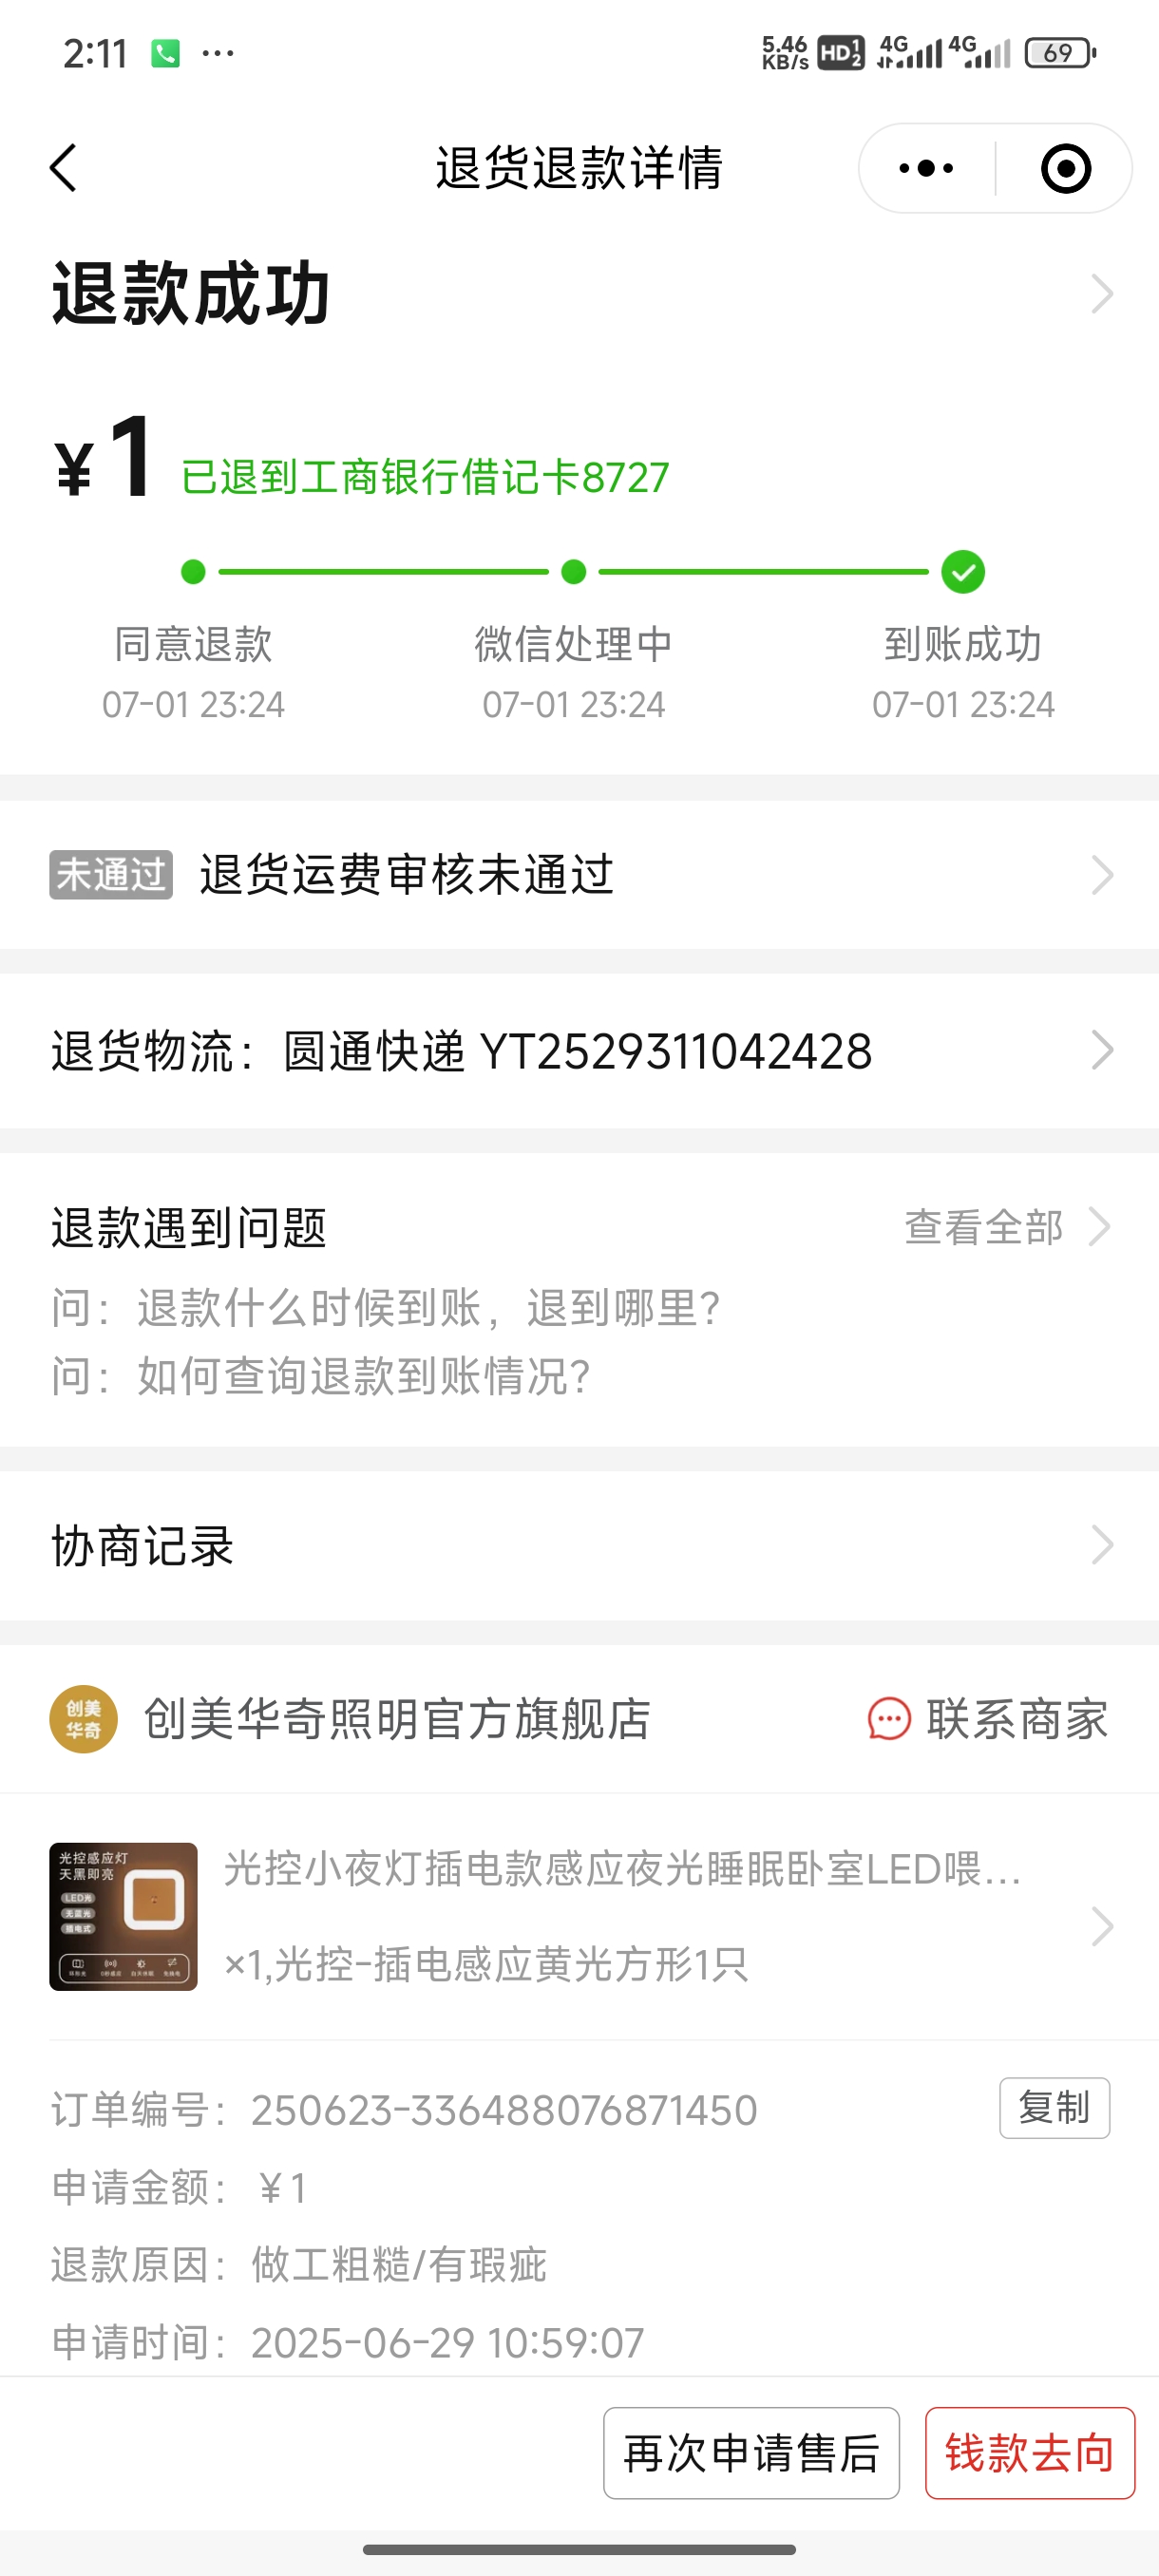 2:11
5.46
KB/s
HD 1 2
4G
4G
69
退货退款详情
退款成功
¥1 已退到工商银行借记卡8727
同意退款 微信处理中 到账成功
07-01 23:24 07-01 23:24 07-01 23:24
未通过 退货运费审核未通过
退货物流：圆通快递 YT2529311042428
退款遇到问题 查看全部
问：退款什么时候到账，退到哪里？
问：如何查询退款到账情况？
协商记录
创美
华奇
创美华奇照明官方旗舰店 联系商家
光控感应灯
天黑即亮
LED光
无蓝光
插电式
光控小夜灯插电款感应夜光睡眠卧室LED喂...
×1,光控-插电感应黄光方形1只
订单编号：250623-336488076871450 复制
申请金额：￥1
退款原因：做工粗糙/有瑕疵
申请时间：2025-06-29 10:59:07
再次申请售后 钱款去向